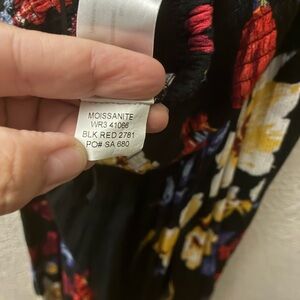 MOISSANITE
WR3 41066
BLK RED 2781
PO# SA 680